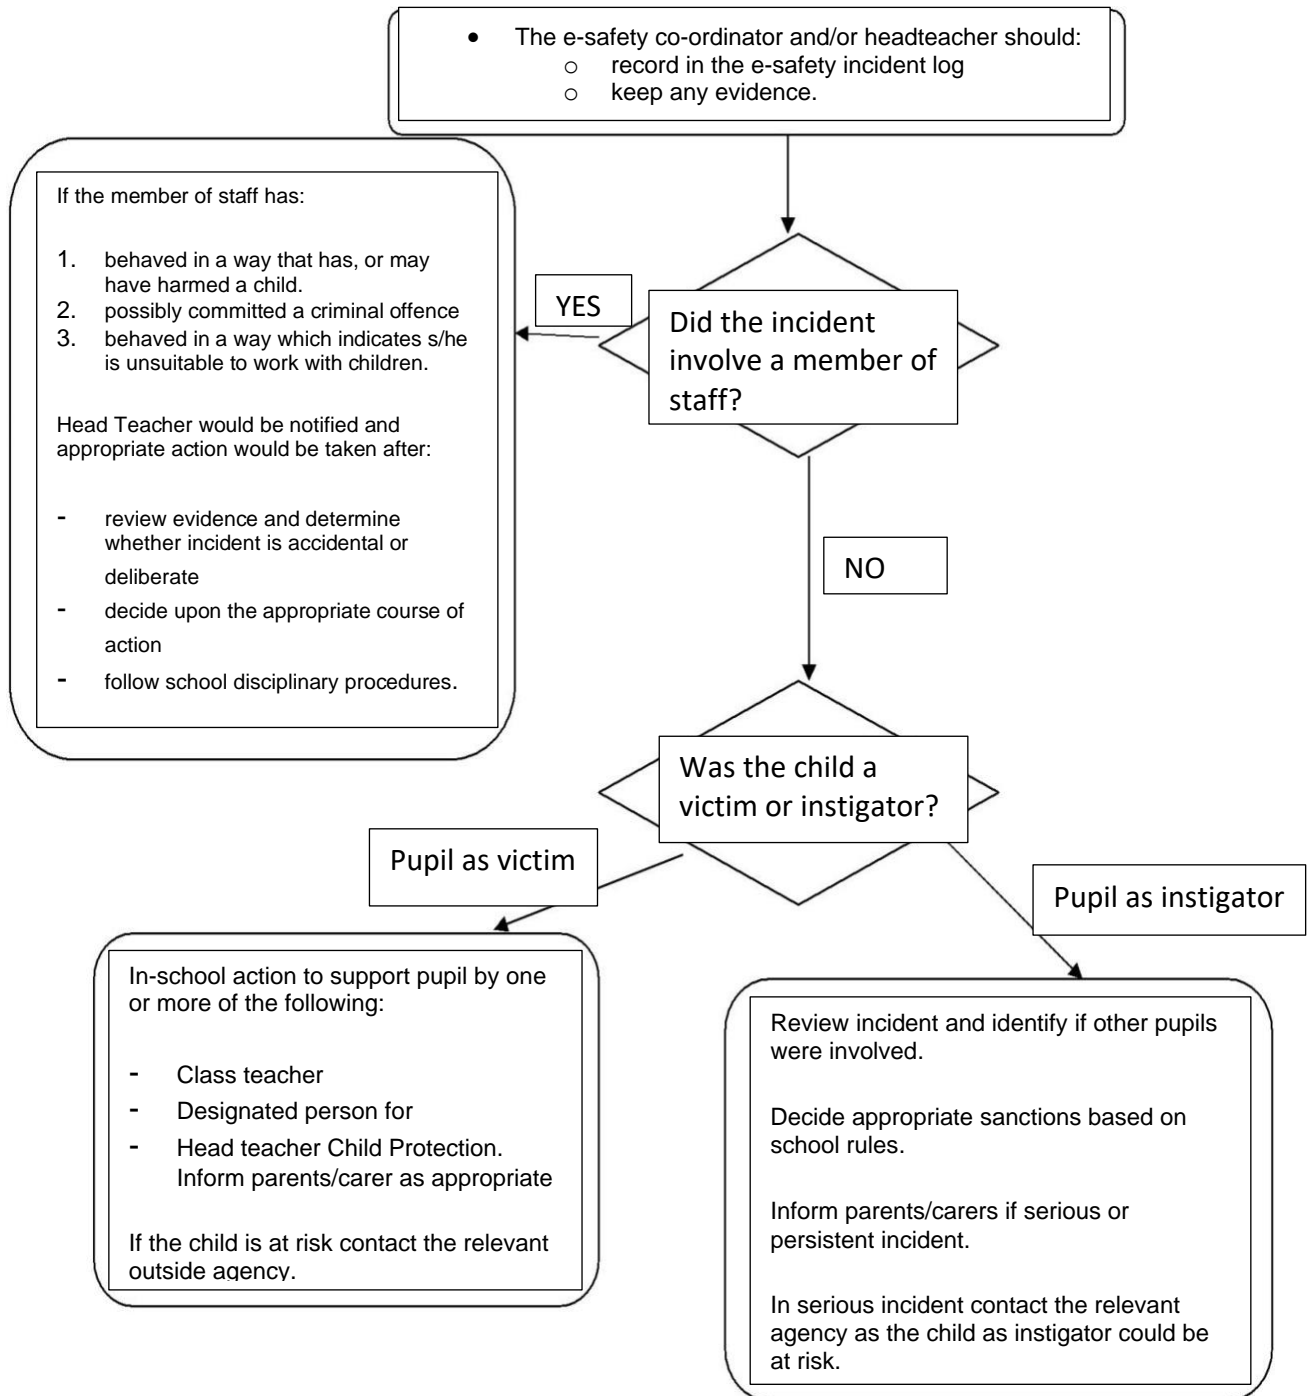 • The e-safety co-ordinator and/or headteacher should:
o record in the e-safety incident log
o keep any evidence.
If the member of staff has:
1. behaved in a way that has, or may
have harmed a child.
2. possibly committed a criminal offence
3. behaved in a way which indicates s/he
is unsuitable to work with children.
Head Teacher would be notified and
appropriate action would be taken after:
- review evidence and determine
whether incident is accidental or
deliberate
- decide upon the appropriate course of
action
- follow school disciplinary procedures.
YES
Did the incident
involve a member of
staff?
NO
Was the child a
victim or instigator?
Pupil as victim
Pupil as instigator
In-school action to support pupil by one
or more of the following:
- Class teacher
- Designated person for
- Head teacher Child Protection.
Inform parents/carer as appropriate
If the child is at risk contact the relevant
outside agency.
Review incident and identify if other pupils
were involved.
Decide appropriate sanctions based on
school rules.
Inform parents/carers if serious or
persistent incident.
In serious incident contact the relevant
agency as the child as instigator could be
at risk.